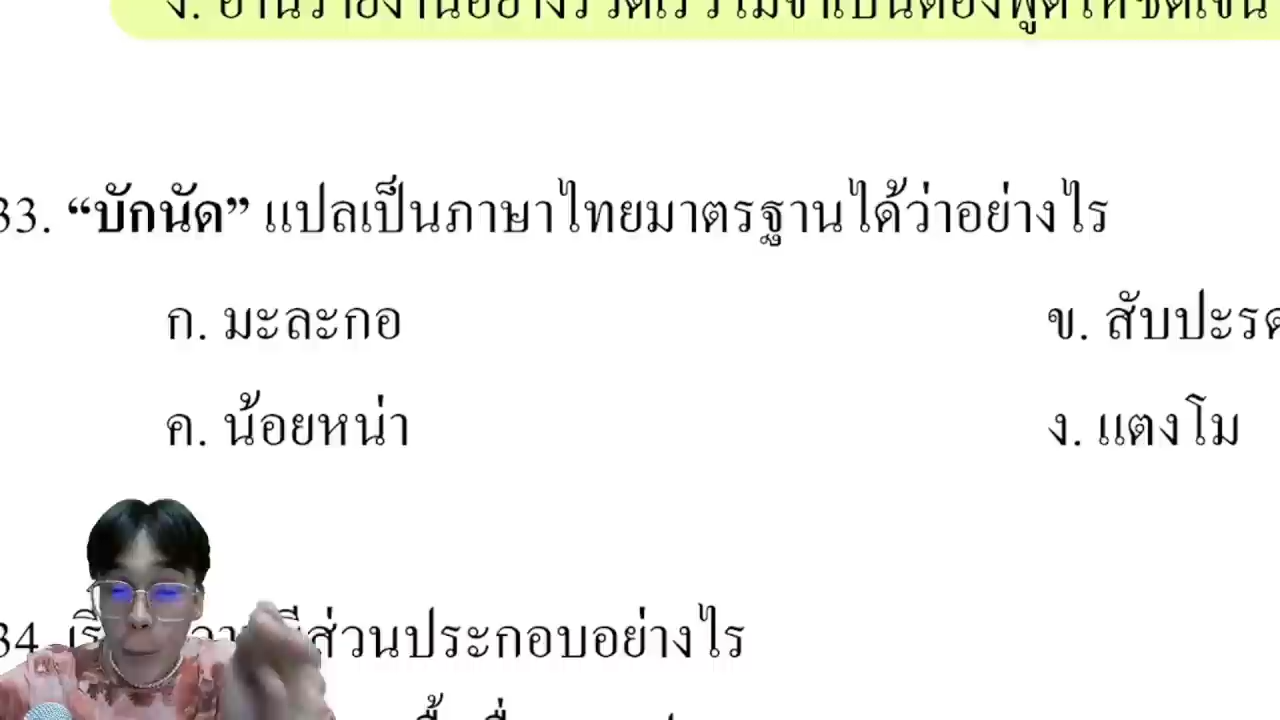 33. “บักนัด” แปลเป็นภาษาไทยมาตรฐานได้ว่าอย่างไร
ก. มะละกอ
ข. สับปะรด
ค. น้อยหน่า
ง. แตงโม
34. มีส่วนประกอบอย่างไร